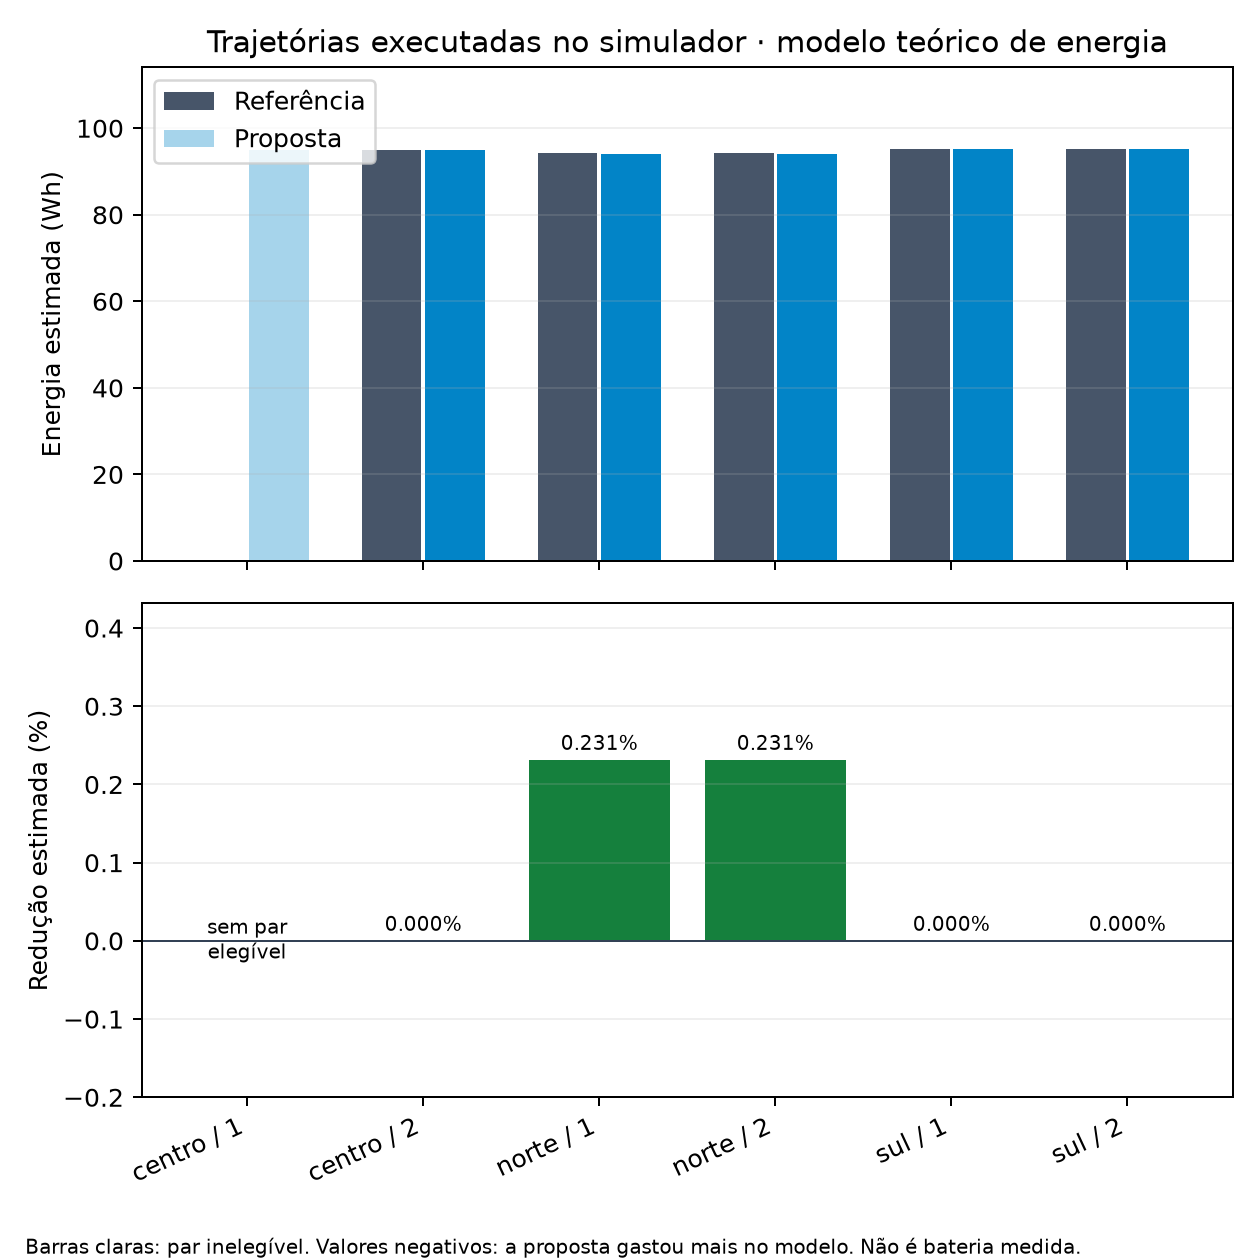 Trajetórias executadas no simulador · modelo teórico de energia
Referência
Proposta
Energia estimada (Wh)
100
80
60
40
20
0
Redução estimada (%)
0.4
0.3
0.2
0.1
0.0
−0.1
−0.2
sem par
elegível
0.000%
0.231%
0.231%
0.000%
0.000%
centro / 1
centro / 2
norte / 1
norte / 2
sul / 1
sul / 2
Barras claras: par inelegível. Valores negativos: a proposta gastou mais no modelo. Não é bateria medida.